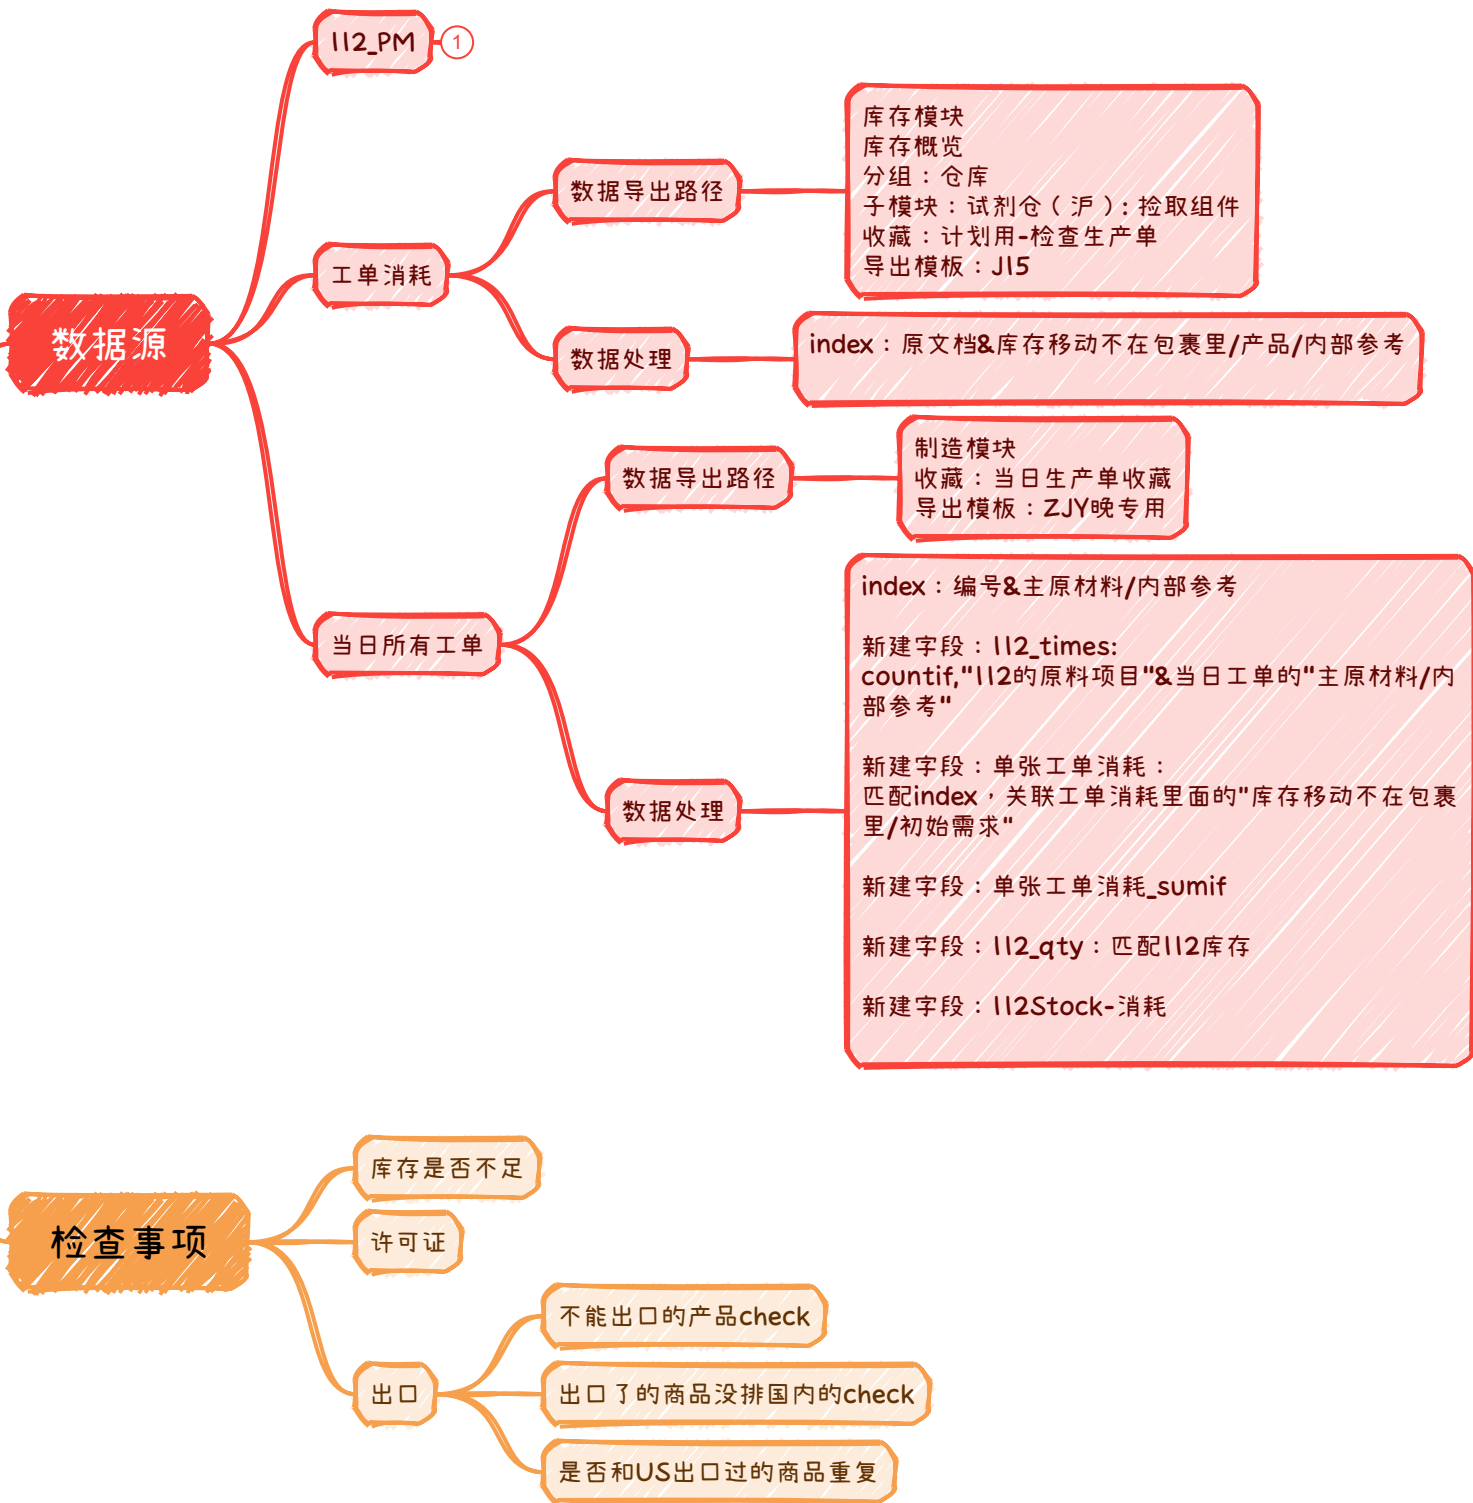 112_PM
1
数据导出路径
库存模块
库存概览
分组：仓库
子模块：试剂仓（沪）: 捡取组件
收藏：计划用-检查生产单
导出模板：J15
工单消耗
数据源
数据处理
index：原文档&库存移动不在包裹里/产品/内部参考
数据导出路径
制造模块
收藏：当日生产单收藏
导出模板：ZJY晚专用
当日所有工单
数据处理
index：编号&主原材料/内部参考
新建字段：112_times:
countif,"112的原料项目"&当日工单的"主原材料/内
部参考"
新建字段：单张工单消耗：
匹配index，关联工单消耗里面的"库存移动不在包裹
里/初始需求"
新建字段：单张工单消耗_sumif
新建字段：112_qty：匹配112库存
新建字段：112Stock-消耗
检查事项
库存是否不足
许可证
出口
不能出口的产品check
出口了的商品没排国内的check
是否和US出口过的商品重复